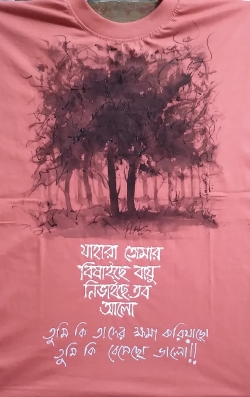 যাহারা তোমার
বিষাইছে বায়ু
নিভাইছে তব
আলো
তুমি কি তাদের ক্ষমা করিয়াছো
তুমি কি বেসেছো ভালো!!